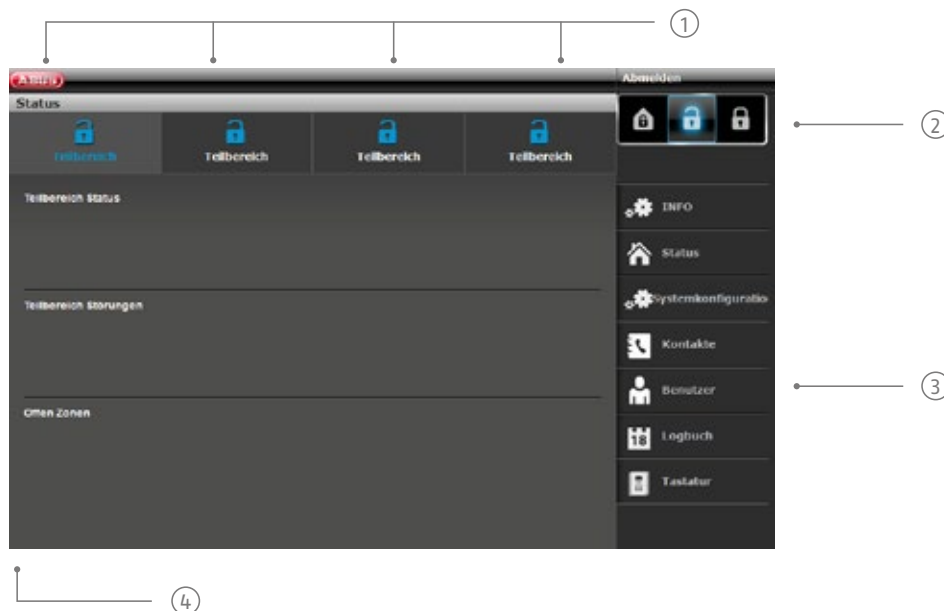 1
ABUS
Abmelden
Status
2
Teilbereich
Teilbereich
Teilbereich
Teilbereich
Teilbereich Status
INFO
Status
Teilbereich Störungen
Systemkonfiguratio
Kontakte
3
Benutzer
Offen Zonen
18
Logbuch
Tastatur
4